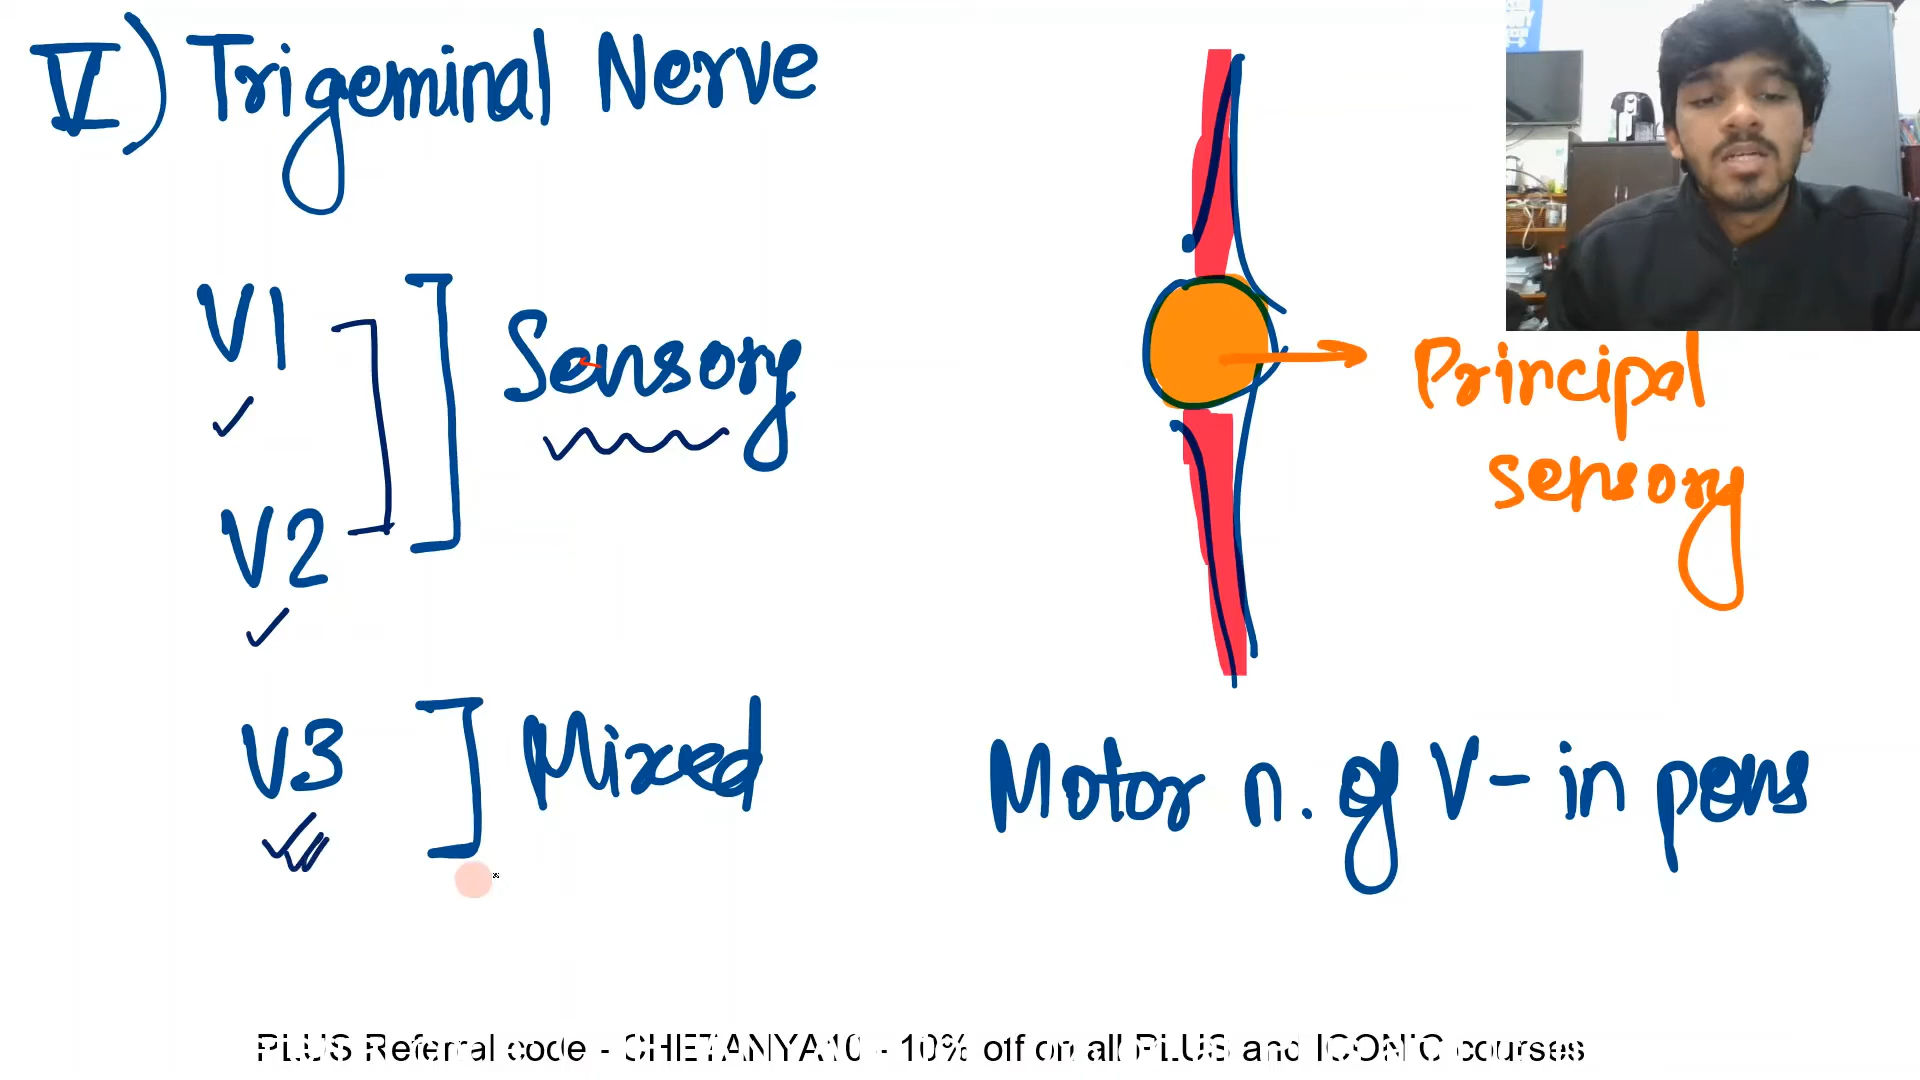 V) Trigeminal Nerve
V1
Sensory
V2
V3
Mixed
Principal
sensory
Motor n. of V - in pons
PLUS Referral code - CHETANYA10 - 10% off on all PLUS and ICONIC courses